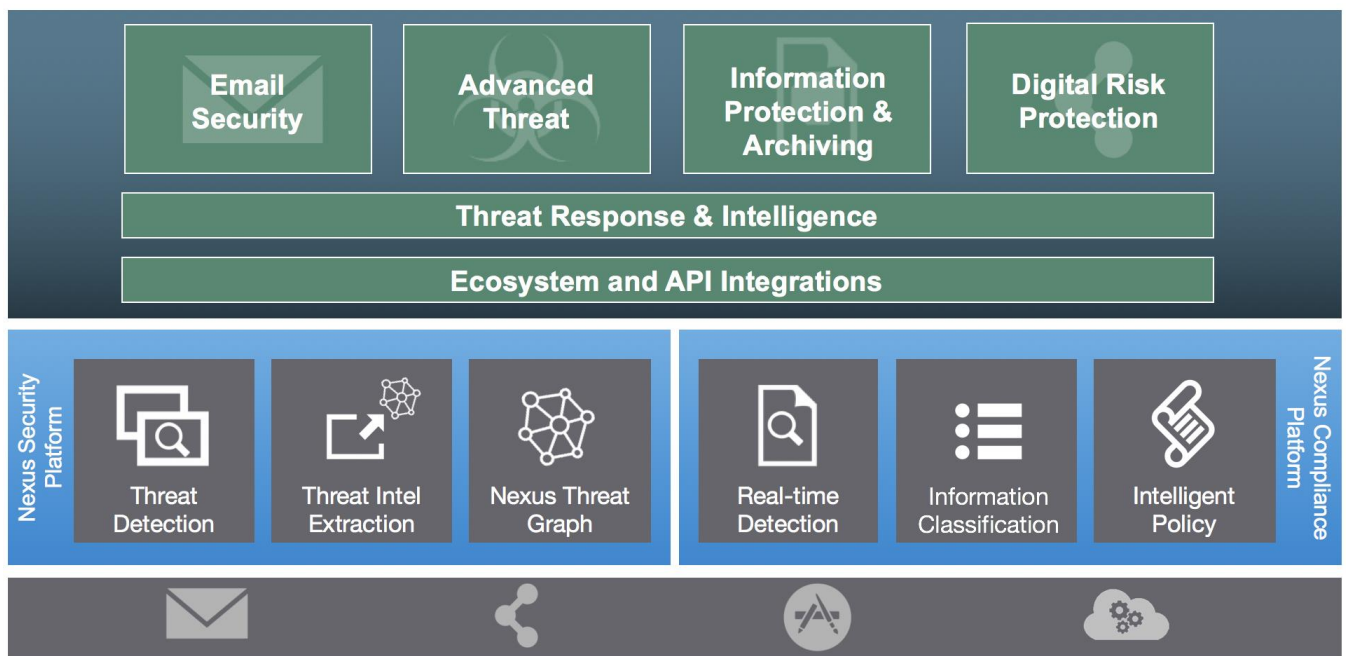 Email
Security
Advanced
Threat
Information
Protection &
Archiving
Digital Risk
Protection
Threat Response & Intelligence
Ecosystem and API Integrations
Nexus Security
Platform
Threat
Detection
Threat Intel
Extraction
Nexus Threat
Graph
Real-time
Detection
Information
Classification
Intelligent
Policy
Nexus Compliance
Platform